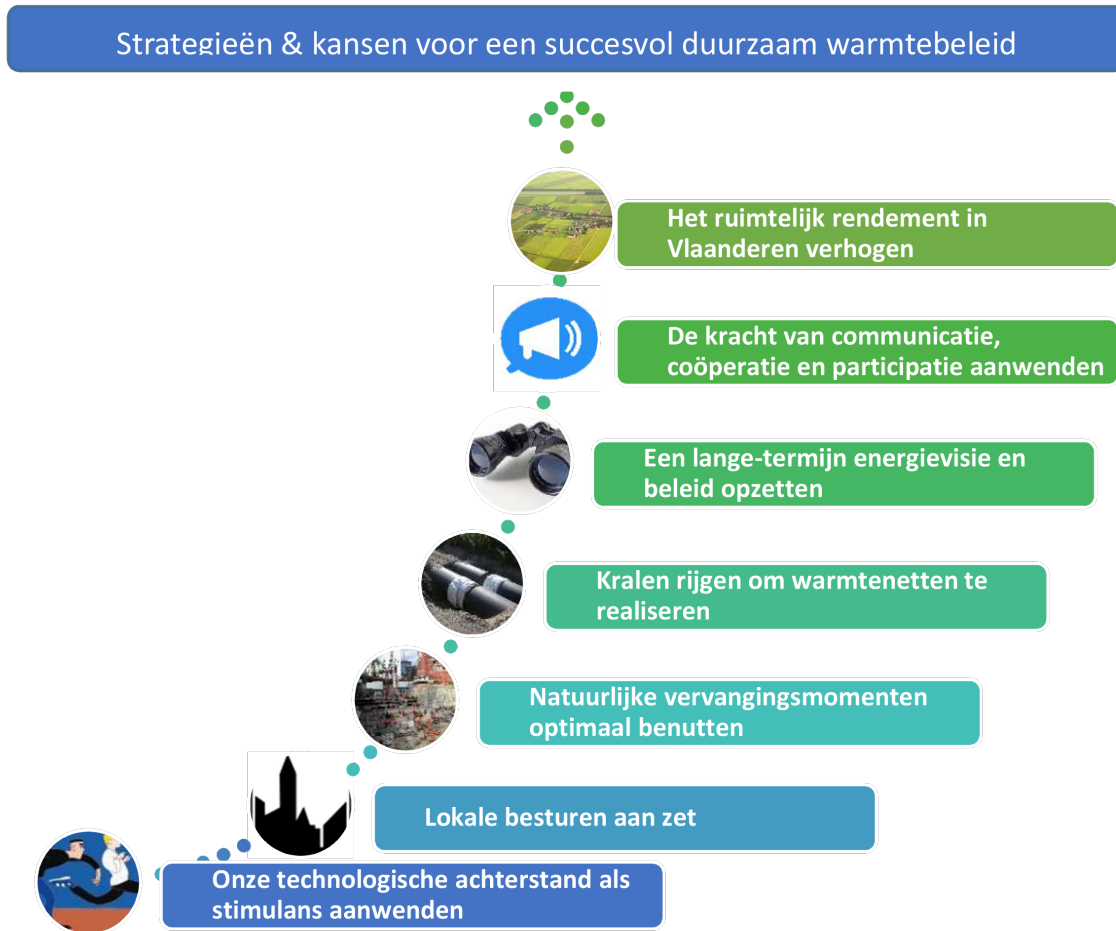 Strategieën & kansen voor een succesvol duurzaam warmtebeleid
Het ruimtelijk rendement in
Vlaanderen verhogen
De kracht van communicatie,
coöperatie en participatie aanwenden
Een lange-termijn energievisie en
beleid opzetten
Kralen rijgen om warmtenetten te
realiseren
Natuurlijke vervangingsmomenten
optimaal benutten
Lokale besturen aan zet
Onze technologische achterstand als
stimulans aanwenden